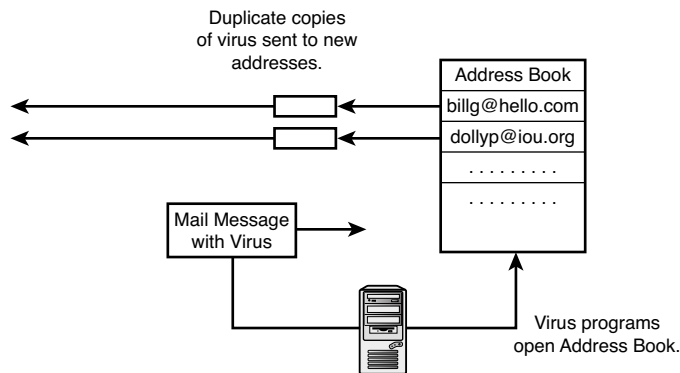 Duplicate copies
of virus sent to new
addresses.
Address Book
billg@hello.com
dollyp@iou.org
. . . . . . . . .
. . . . . . . . .
Mail Message
with Virus
Virus programs
open Address Book.